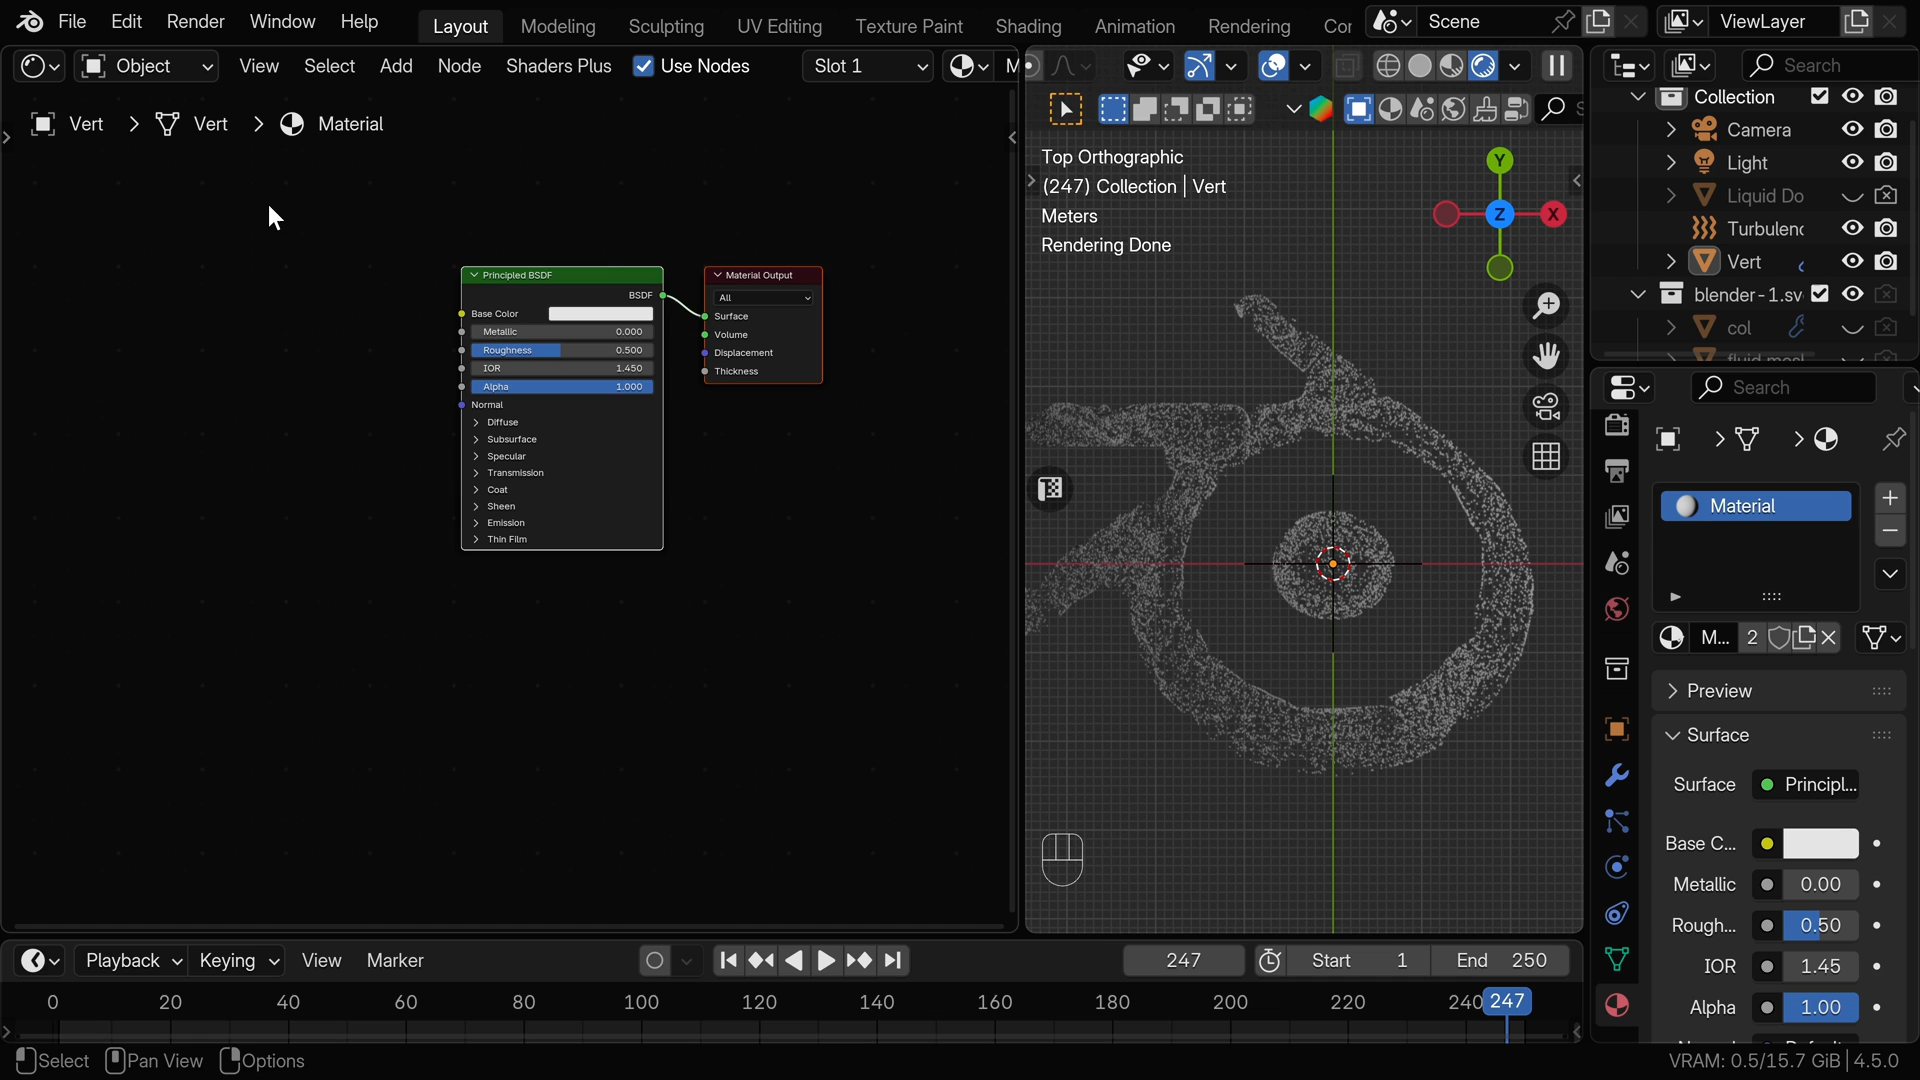 File Edit Render Window Help Layout Modeling Sculpting UV Editing Texture Paint Shading Animation Rendering Scene ViewLayer
Object View Select Add Node Shaders Plus Use Nodes Slot 1 M
Search
Vert Vert Material
Top Orthographic
(247) Collection | Vert
Meters
Rendering Done
Y
Z
X
Collection
Camera
Light
Liquid Do
Turbulenc
Vert
blender-1.sv
col
Principled BSDF
BSDF
Base Color
Metallic 0.000
Roughness 0.500
IOR 1.450
Alpha 1.000
Normal
Diffuse
Subsurface
Specular
Transmission
Coat
Sheen
Emission
Thin Film
Material Output
All
Surface
Volume
Displacement
Thickness
Search
Material
M... 2
Preview
Surface
Surface Principl...
Base C...
Metallic 0.00
Rough... 0.50
IOR 1.45
Alpha 1.00
Playback Keying View Marker 247 Start 1 End 250
0 20 40 60 80 100 120 140 160 180 200 220 240 247
Select Pan View Options VRAM: 0.5/15.7 GiB | 4.5.0